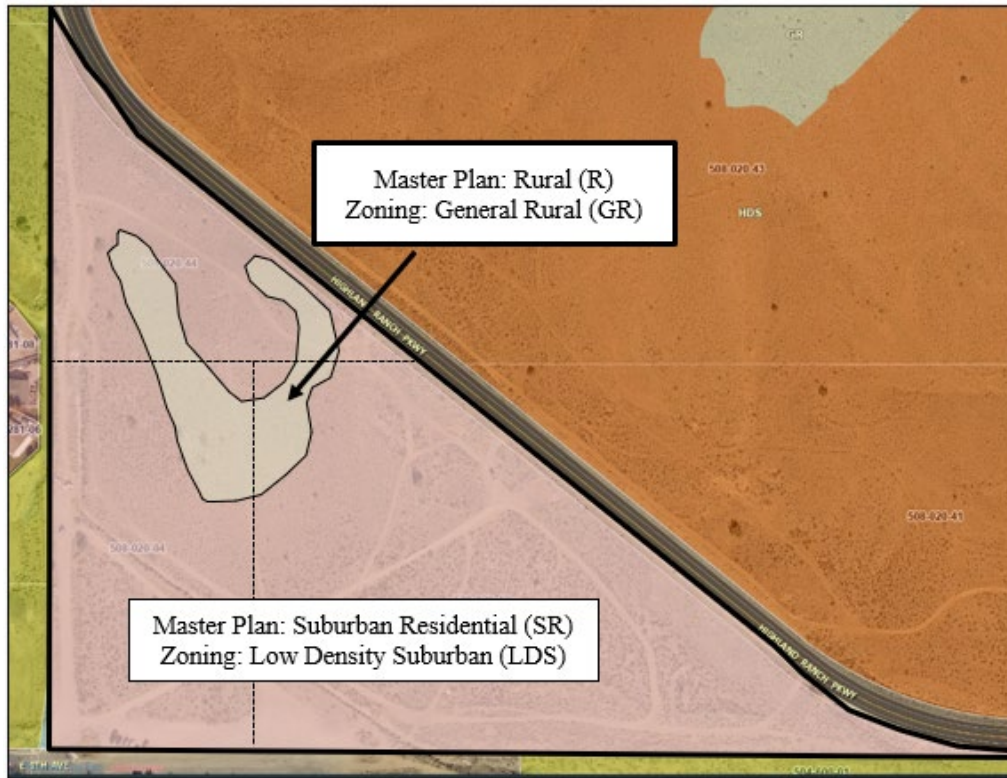 GR
508-020-43
HDS
Master Plan: Rural (R)
Zoning: General Rural (GR)
508-020-44
HIGHLAND RANCH PKWY
508-020-41
508-020-04
Master Plan: Suburban Residential (SR)
Zoning: Low Density Suburban (LDS)
HIGHLAND RANCH PKWY